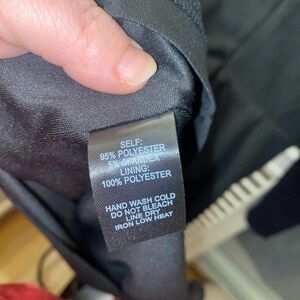 SELF:
95% POLYESTER
5% SPANDEX
LINING:
100% POLYESTER
HAND WASH COLD
DO NOT BLEACH
LINE DRY
IRON LOW HEAT